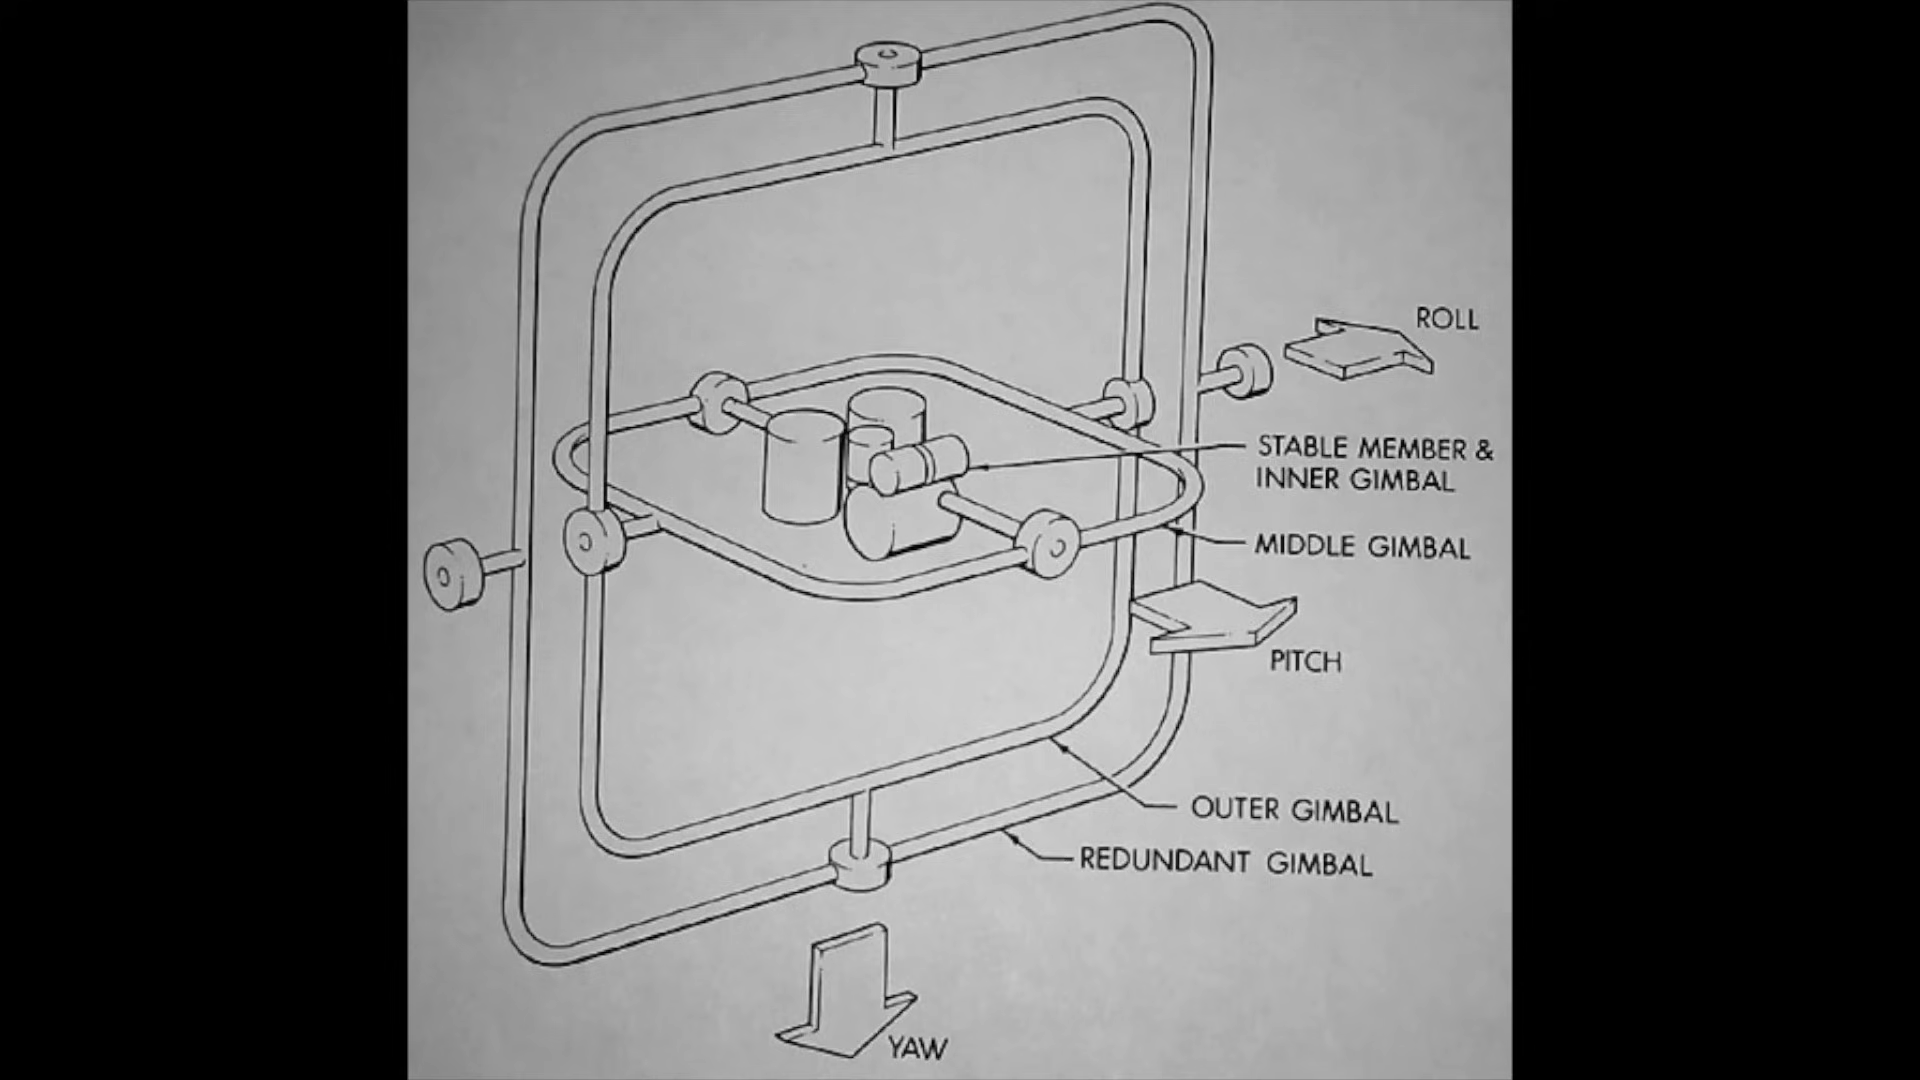 ROLL
STABLE MEMBER &
INNER GIMBAL
MIDDLE GIMBAL
PITCH
OUTER GIMBAL
REDUNDANT GIMBAL
YAW